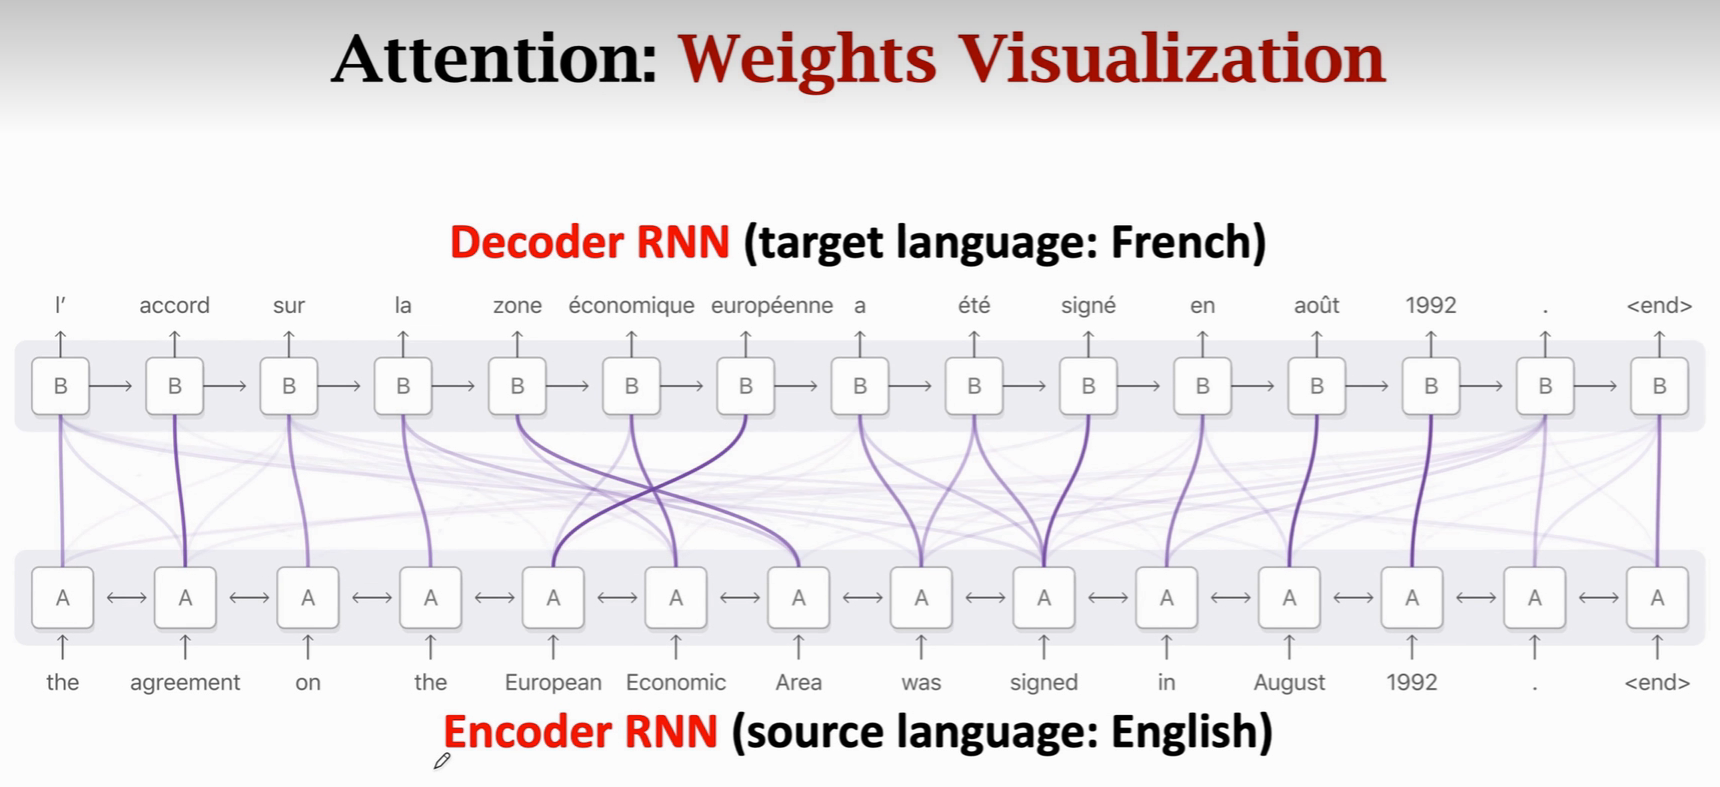 Attention: Weights Visualization
Decoder RNN (target language: French)
l’ accord sur la zone économique européenne a été signé en août 1992 . <end>
B B B B B B B B B B B B B B B
A A A A A A A A A A A A A A
the agreement on the European Economic Area was signed in August 1992 . <end>
Encoder RNN (source language: English)